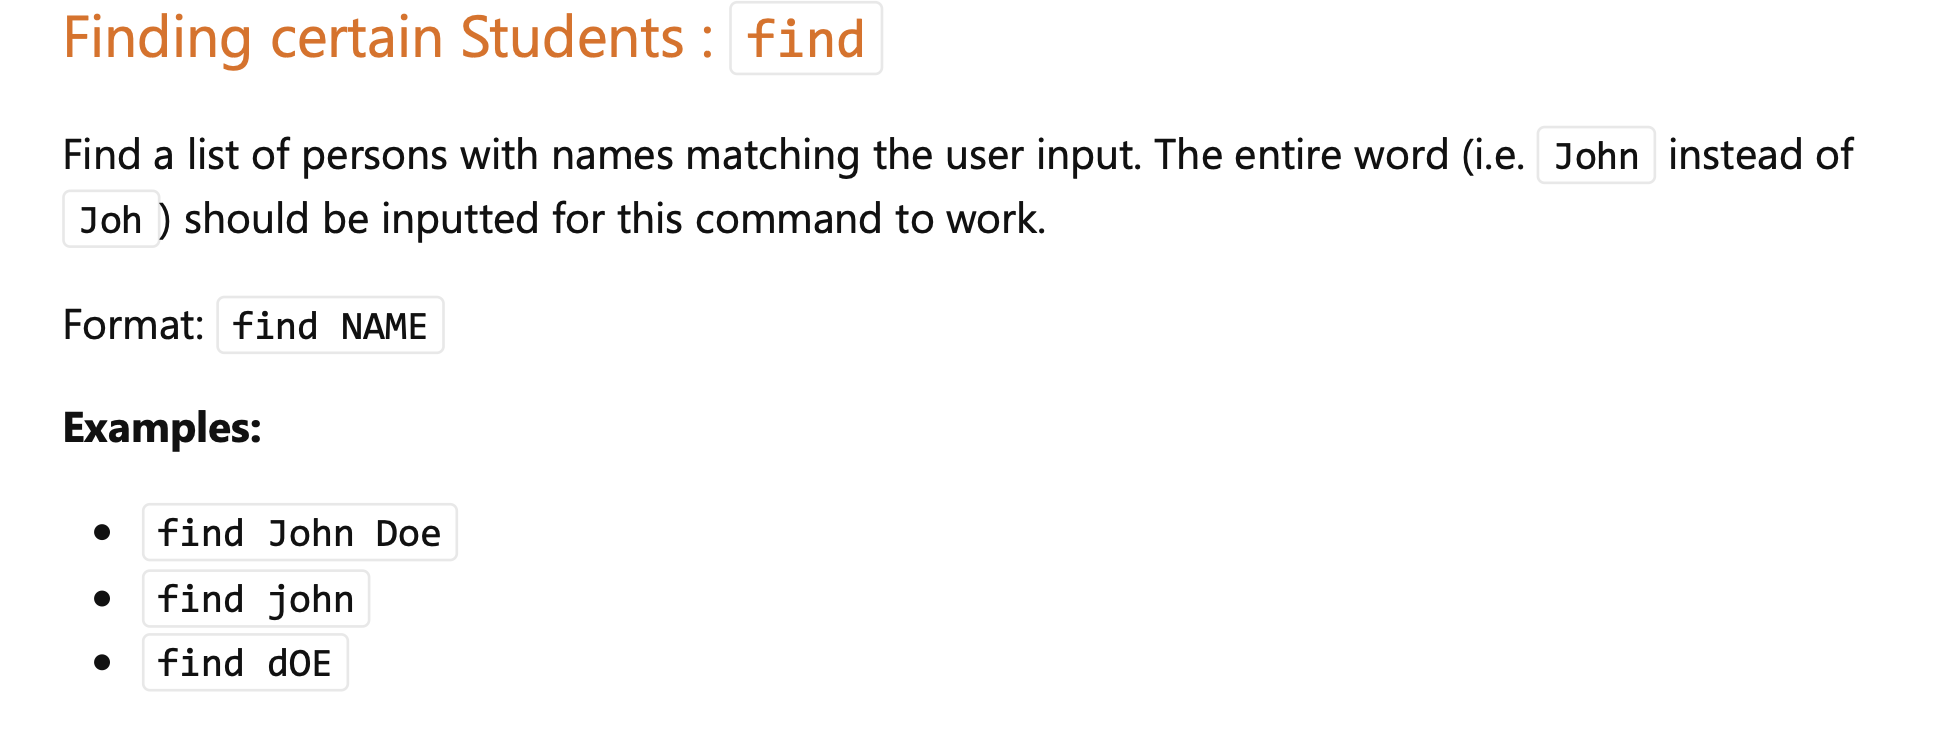 Finding certain Students : find
Find a list of persons with names matching the user input. The entire word (i.e. John instead of
Joh ) should be inputted for this command to work.
Format: find NAME
Examples:
• find John Doe
• find john
• find dOE